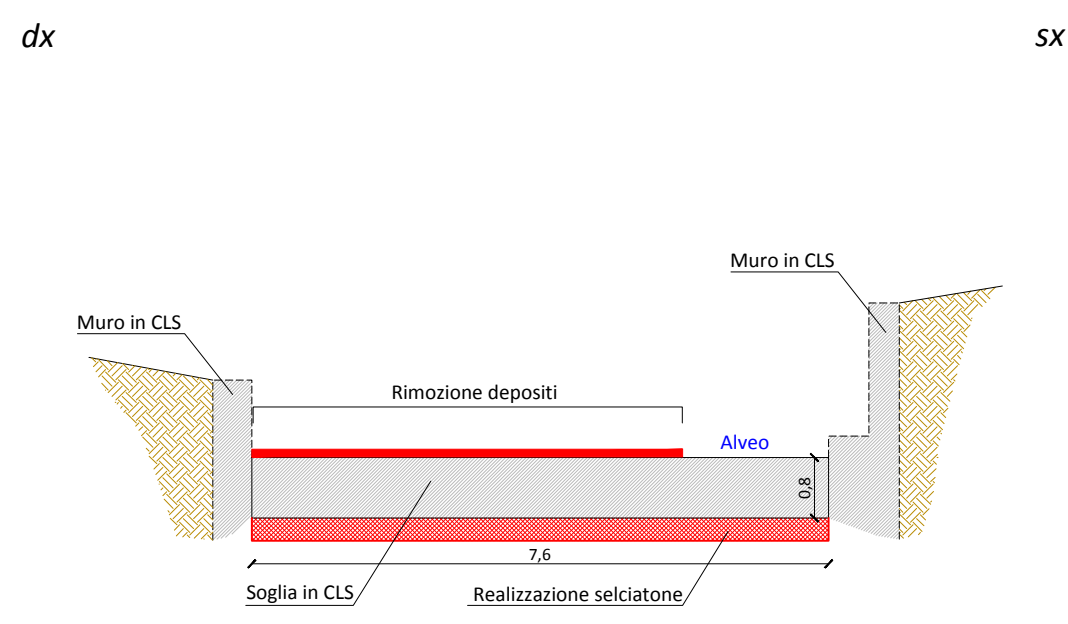 dx
sx
Muro in CLS
Muro in CLS
Rimozione depositi
Alveo
0,8
7,6
Soglia in CLS
Realizzazione selciatone